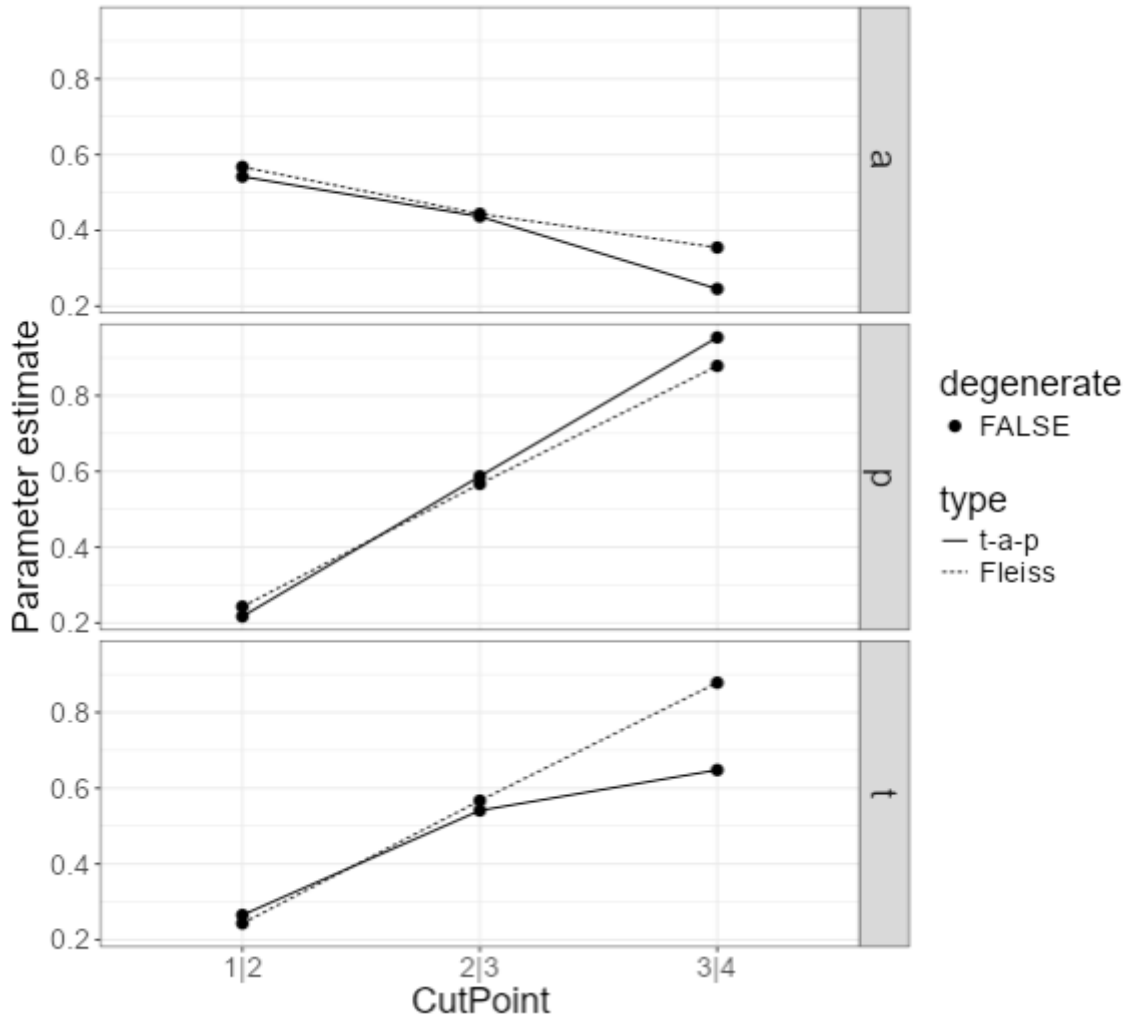 Parameter estimate
0.8
0.6
0.4
0.2
a
0.8
0.6
0.4
0.2
p
0.8
0.6
0.4
0.2
t
1|2 2|3 3|4
CutPoint
degenerate
FALSE
type
t-a-p
Fleiss